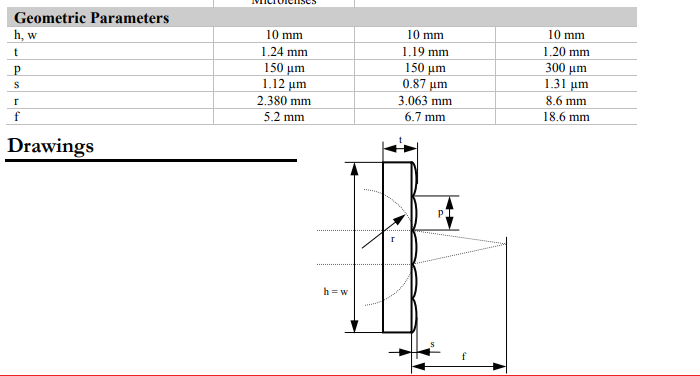 Microlenses
Geometric Parameters
h, w 10 mm 10 mm 10 mm
t 1.24 mm 1.19 mm 1.20 mm
p 150 µm 150 µm 300 µm
s 1.12 µm 0.87 µm 1.31 µm
r 2.380 mm 3.063 mm 8.6 mm
f 5.2 mm 6.7 mm 18.6 mm
Drawings
t
p
r
h = w
s
f